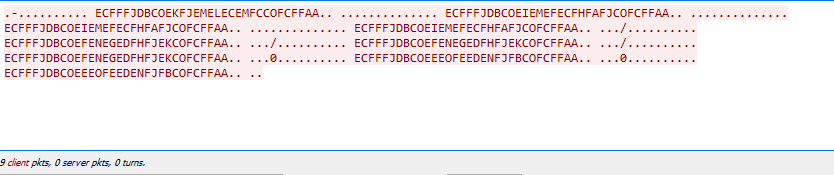 .-.......... ECFFFJDBCOEKFJEMELECEMFCCOFCFFAA.. .............. ECFFFJDBCOEIEMEFECFHFAFJCOFCFFAA.. ..............
ECFFFJDBCOEIEMEFECFHFAFJCOFCFFAA.. .............. ECFFFJDBCOEIEMEFECFHFAFJCOFCFFAA.. .../..........
ECFFFJDBCOEFENEGEDFHFJEKCOFCFFAA.. .../.......... ECFFFJDBCOEFENEGEDFHFJEKCOFCFFAA.. .../..........
ECFFFJDBCOEFENEGEDFHFJEKCOFCFFAA.. ...0.......... ECFFFJDBCOEEEOFEEDENFJFBCOFCFFAA.. ...0..........
ECFFFJDBCOEEEOFEEDENFJFBCOFCFFAA.. ..
9 client pkts, 0 server pkts, 0 turns.